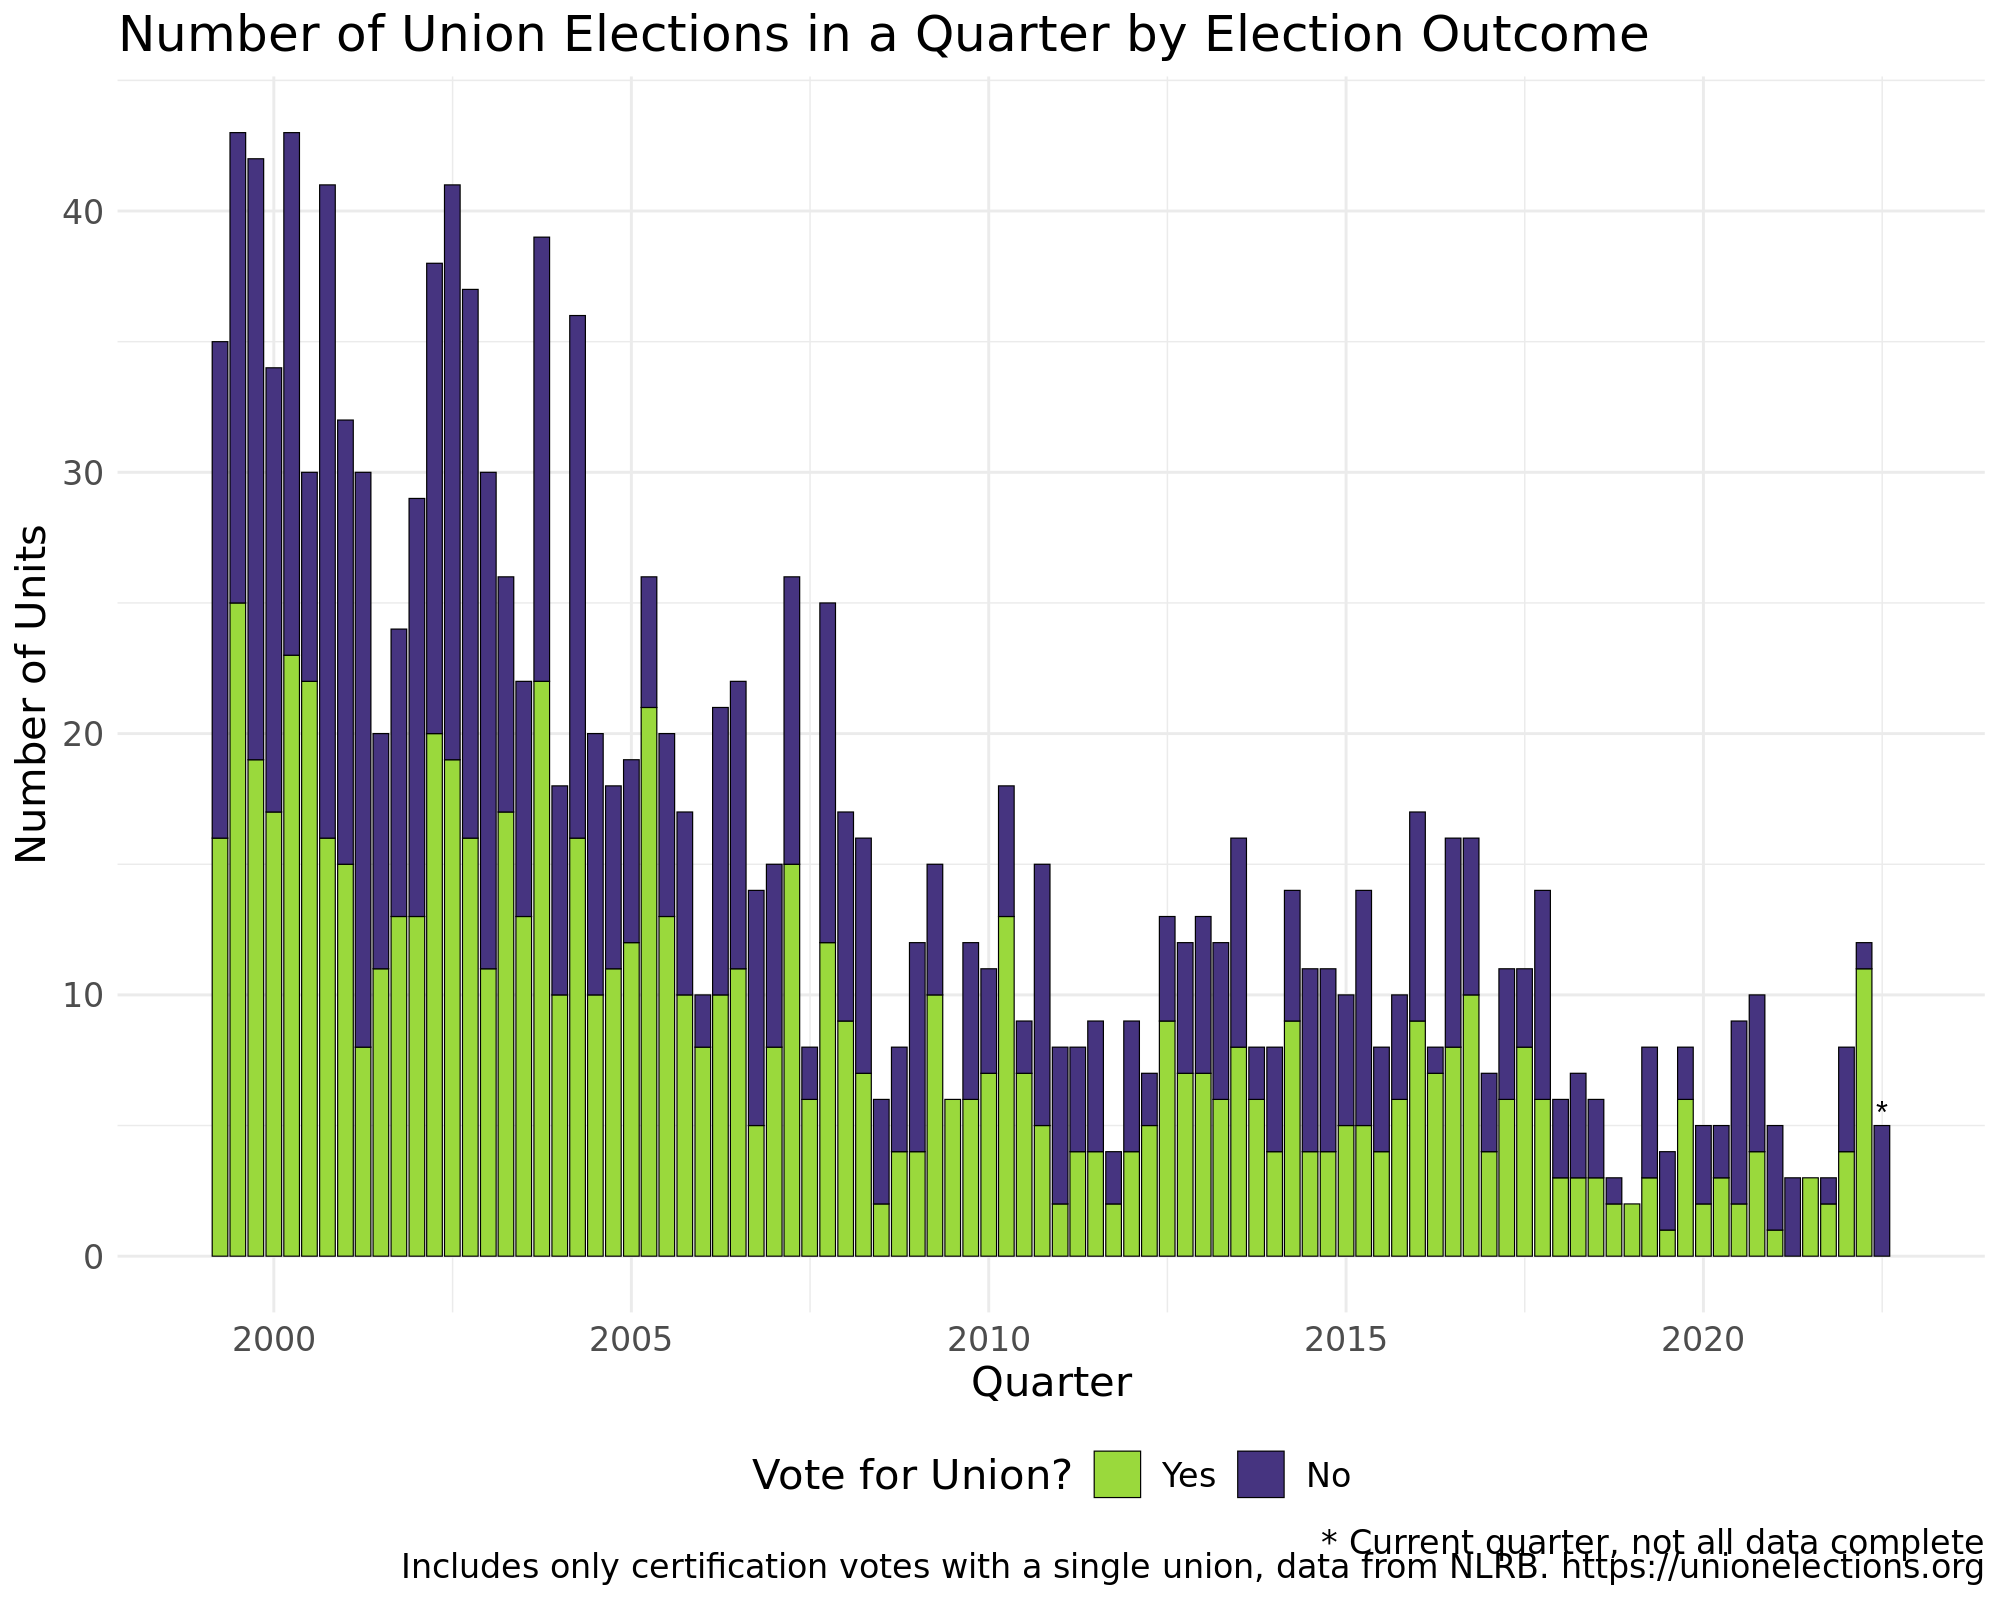 Number of Union Elections in a Quarter by Election Outcome
Number of Units
40
30
20
10
0
*
2000 2005 2010 2015 2020
Quarter
Vote for Union? Yes No
* Current quarter, not all data complete
Includes only certification votes with a single union, data from NLRB. https://unionelections.org